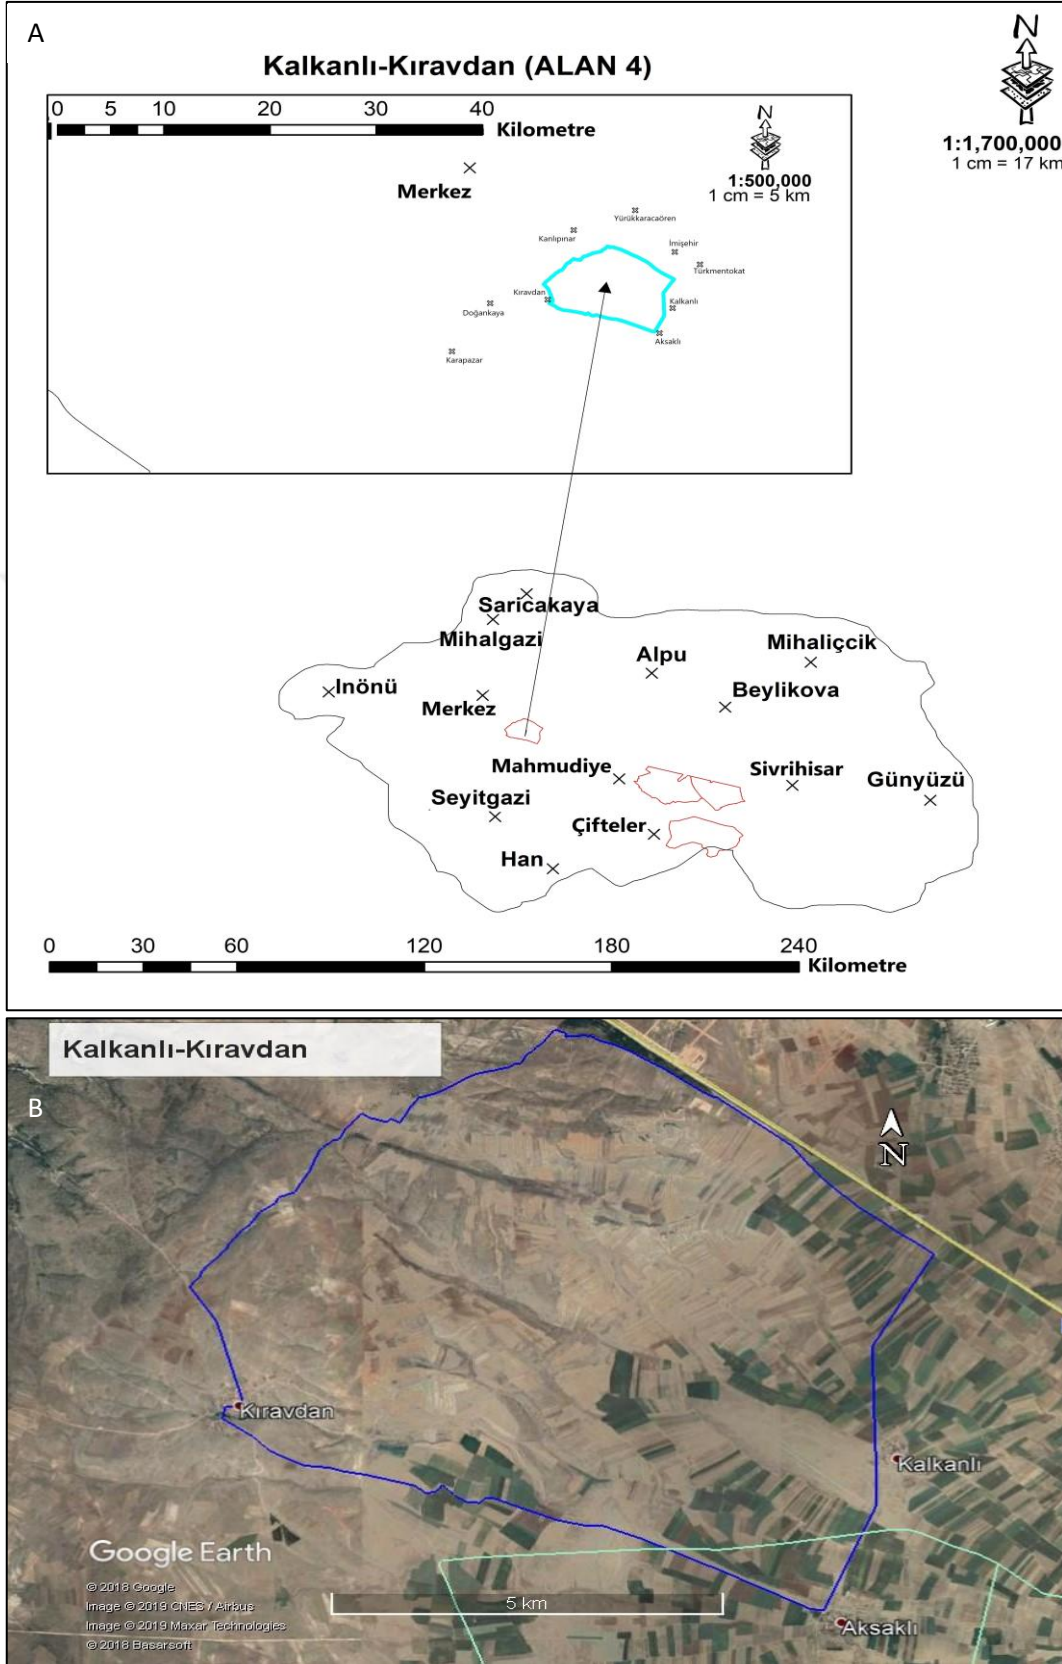 A
Kalkanlı-Kıravdan (ALAN 4)
N
1:1,700,000
1 cm = 17 km
0 5 10 20 30 40
Kilometre
N
1:500,000
1 cm = 5 km
Merkez
Yürükkaracaören
Kanlıpınar
İmişehir
Türkmentokat
Kıravdan
Kalkanlı
Doğankaya
Aksaklı
Karapazar
Saricakaya
Mihalgazi
Mihaliçcik
Alpu
Inönü
Beylikova
Merkez
Mahmudiye
Sivrihisar
Günyüzü
Seyitgazi
Çifteler
Han
0 30 60 120 180 240
Kilometre
Kalkanlı-Kıravdan
B
N
Kıravdan
Kalkanlı
Google Earth
© 2018 Google
Image © 2019 CNES / Airbus
Image © 2019 Maxar Technologies
© 2018 Basarsoft
5 km
Aksaklı